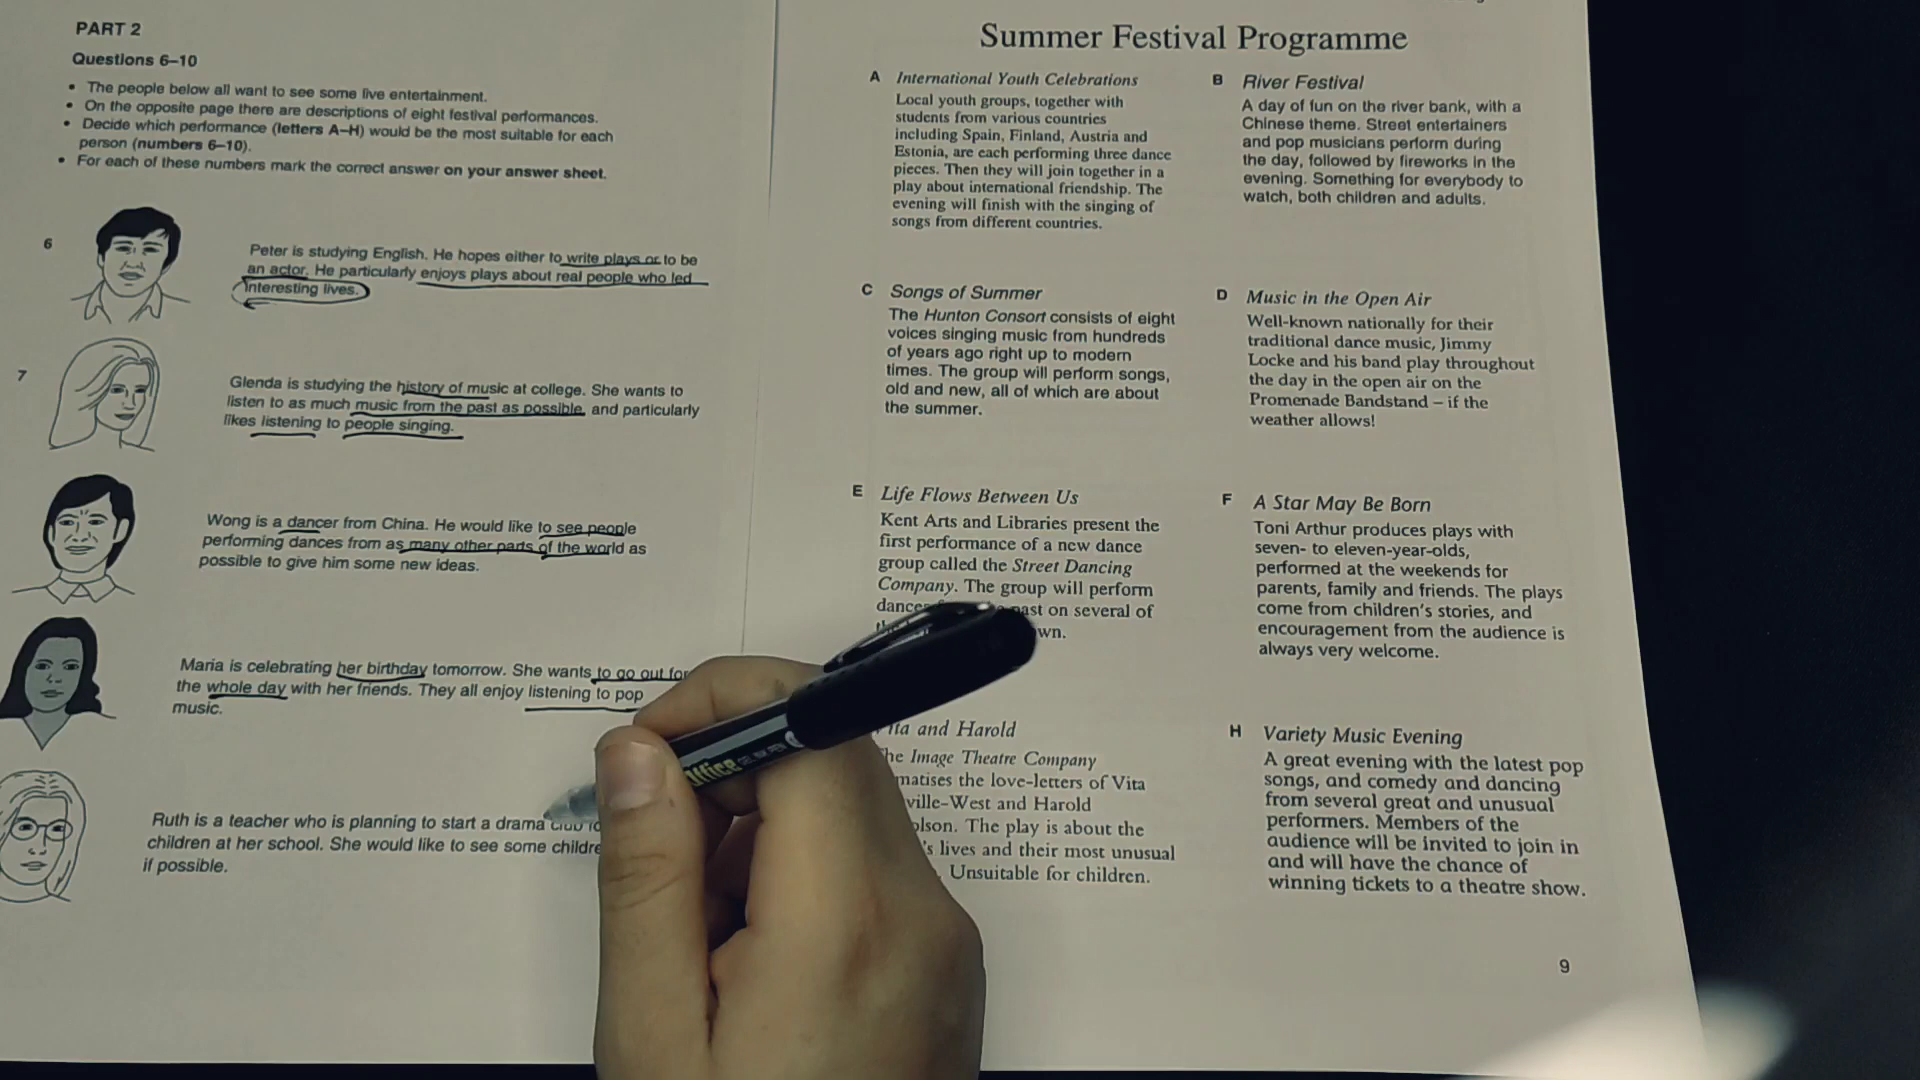 PART 2
Questions 6–10
• The people below all want to see some live entertainment.
• On the opposite page there are descriptions of eight festival performances.
• Decide which performance (letters A–H) would be the most suitable for each
person (numbers 6–10).
• For each of these numbers mark the correct answer on your answer sheet.
6
Peter is studying English. He hopes either to write plays or to be
an actor. He particularly enjoys plays about real people who led
interesting lives.
7
Glenda is studying the history of music at college. She wants to
listen to as much music from the past as possible, and particularly
likes listening to people singing.
Wong is a dancer from China. He would like to see people
performing dances from as many other parts of the world as
possible to give him some new ideas.
Maria is celebrating her birthday tomorrow. She wants to go out for
the whole day with her friends. They all enjoy listening to pop
music.
Ruth is a teacher who is planning to start a drama
children at her school. She would like to see some
if possible.
Summer Festival Programme
A International Youth Celebrations
Local youth groups, together with
students from various countries
including Spain, Finland, Austria and
Estonia, are each performing three dance
pieces. Then they will join together in a
play about international friendship. The
evening will finish with the singing of
songs from different countries.
B River Festival
A day of fun on the river bank, with a
Chinese theme. Street entertainers
and pop musicians perform during
the day, followed by fireworks in the
evening. Something for everybody to
watch, both children and adults.
C Songs of Summer
The Hunton Consort consists of eight
voices singing music from hundreds
of years ago right up to modern
times. The group will perform songs,
old and new, all of which are about
the summer.
D Music in the Open Air
Well-known nationally for their
traditional dance music, Jimmy
Locke and his band play throughout
the day in the open air on the
Promenade Bandstand – if the
weather allows!
E Life Flows Between Us
Kent Arts and Libraries present the
first performance of a new dance
group called the Street Dancing
Company. The group will perform
past on several of
F A Star May Be Born
Toni Arthur produces plays with
seven- to eleven-year-olds,
performed at the weekends for
parents, family and friends. The plays
come from children's stories, and
encouragement from the audience is
always very welcome.
and Harold
Image Theatre Company
the love-letters of Vita
and Harold
The play is about the
lives and their most unusual
Unsuitable for children.
H Variety Music Evening
A great evening with the latest pop
songs, and comedy and dancing
from several great and unusual
performers. Members of the
audience will be invited to join in
and will have the chance of
winning tickets to a theatre show.
9